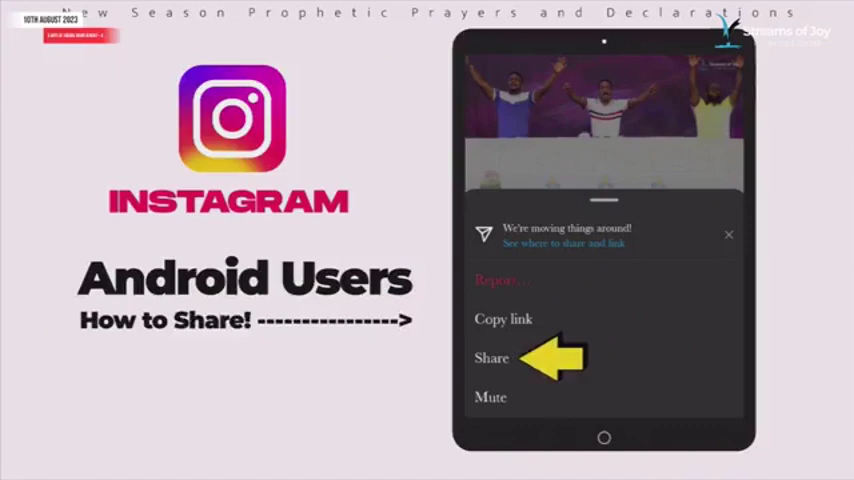 New Season Prophetic Prayers and Declarations
10TH AUGUST 2023
Streams of Joy
INSTAGRAM
Android Users
How to Share! ---------------->
We're moving things around!
See where to share and link
Report...
Copy link
Share
Mute